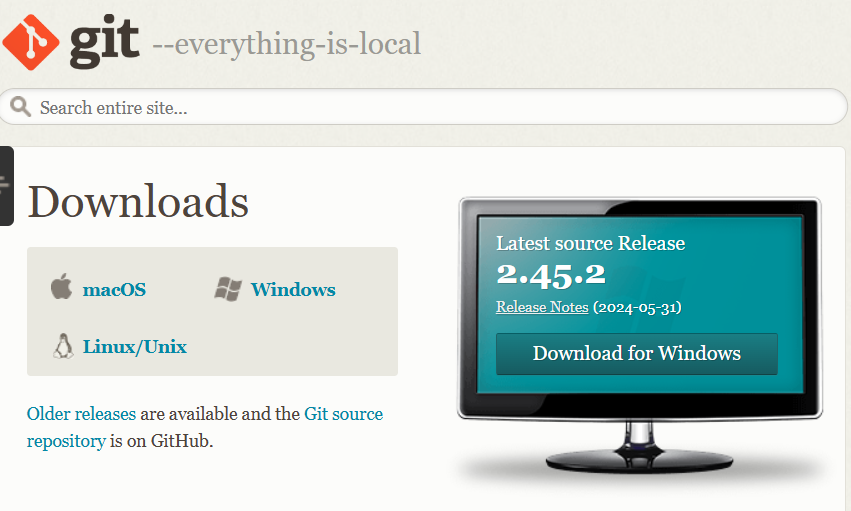 git --everything-is-local
Search entire site...
Downloads
macOS
Windows
Linux/Unix
Older releases are available and the Git source
repository is on GitHub.
Latest source Release
2.45.2
Release Notes (2024-05-31)
Download for Windows